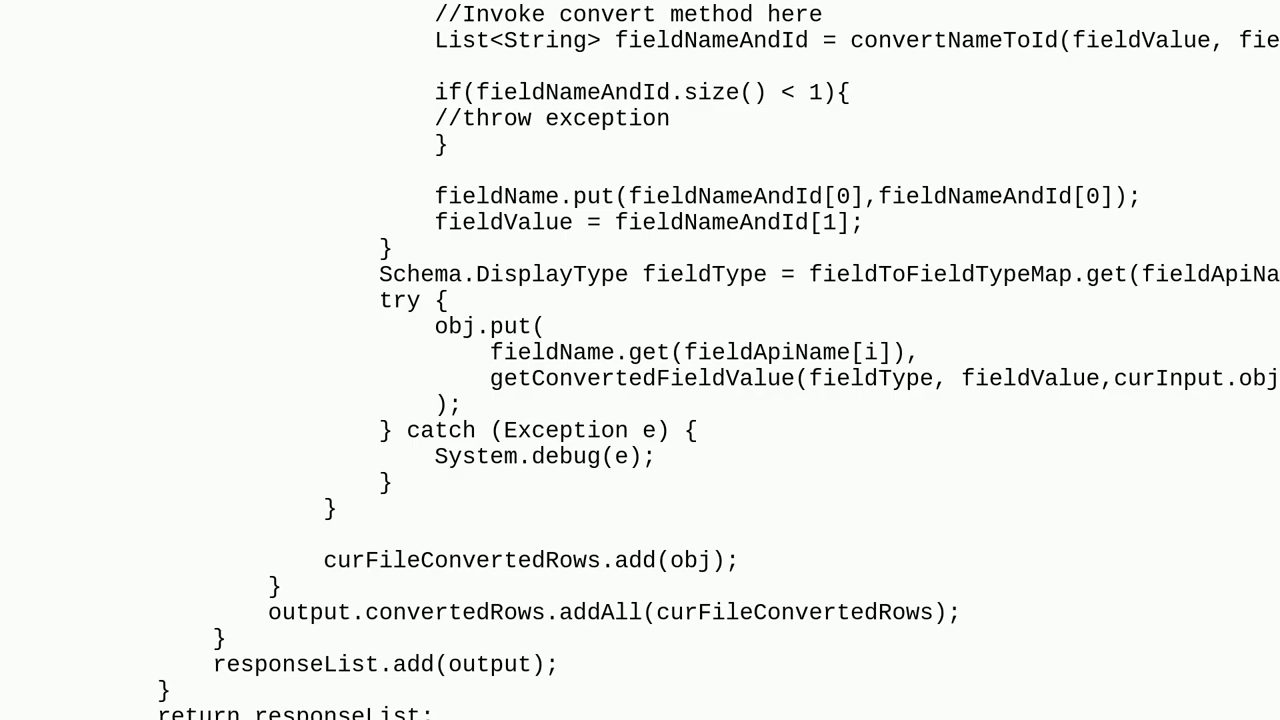 //Invoke convert method here
List<String> fieldNameAndId = convertNameToId(fieldValue, fie
if(fieldNameAndId.size() < 1){
//throw exception
}
fieldName.put(fieldNameAndId[0],fieldNameAndId[0]);
fieldValue = fieldNameAndId[1];
}
Schema.DisplayType fieldType = fieldToFieldTypeMap.get(fieldApiNa
try {
obj.put(
fieldName.get(fieldApiName[i]),
getConvertedFieldValue(fieldType, fieldValue,curInput.obj
);
} catch (Exception e) {
System.debug(e);
}
}
curFileConvertedRows.add(obj);
}
output.convertedRows.addAll(curFileConvertedRows);
}
responseList.add(output);
}
return responseList;